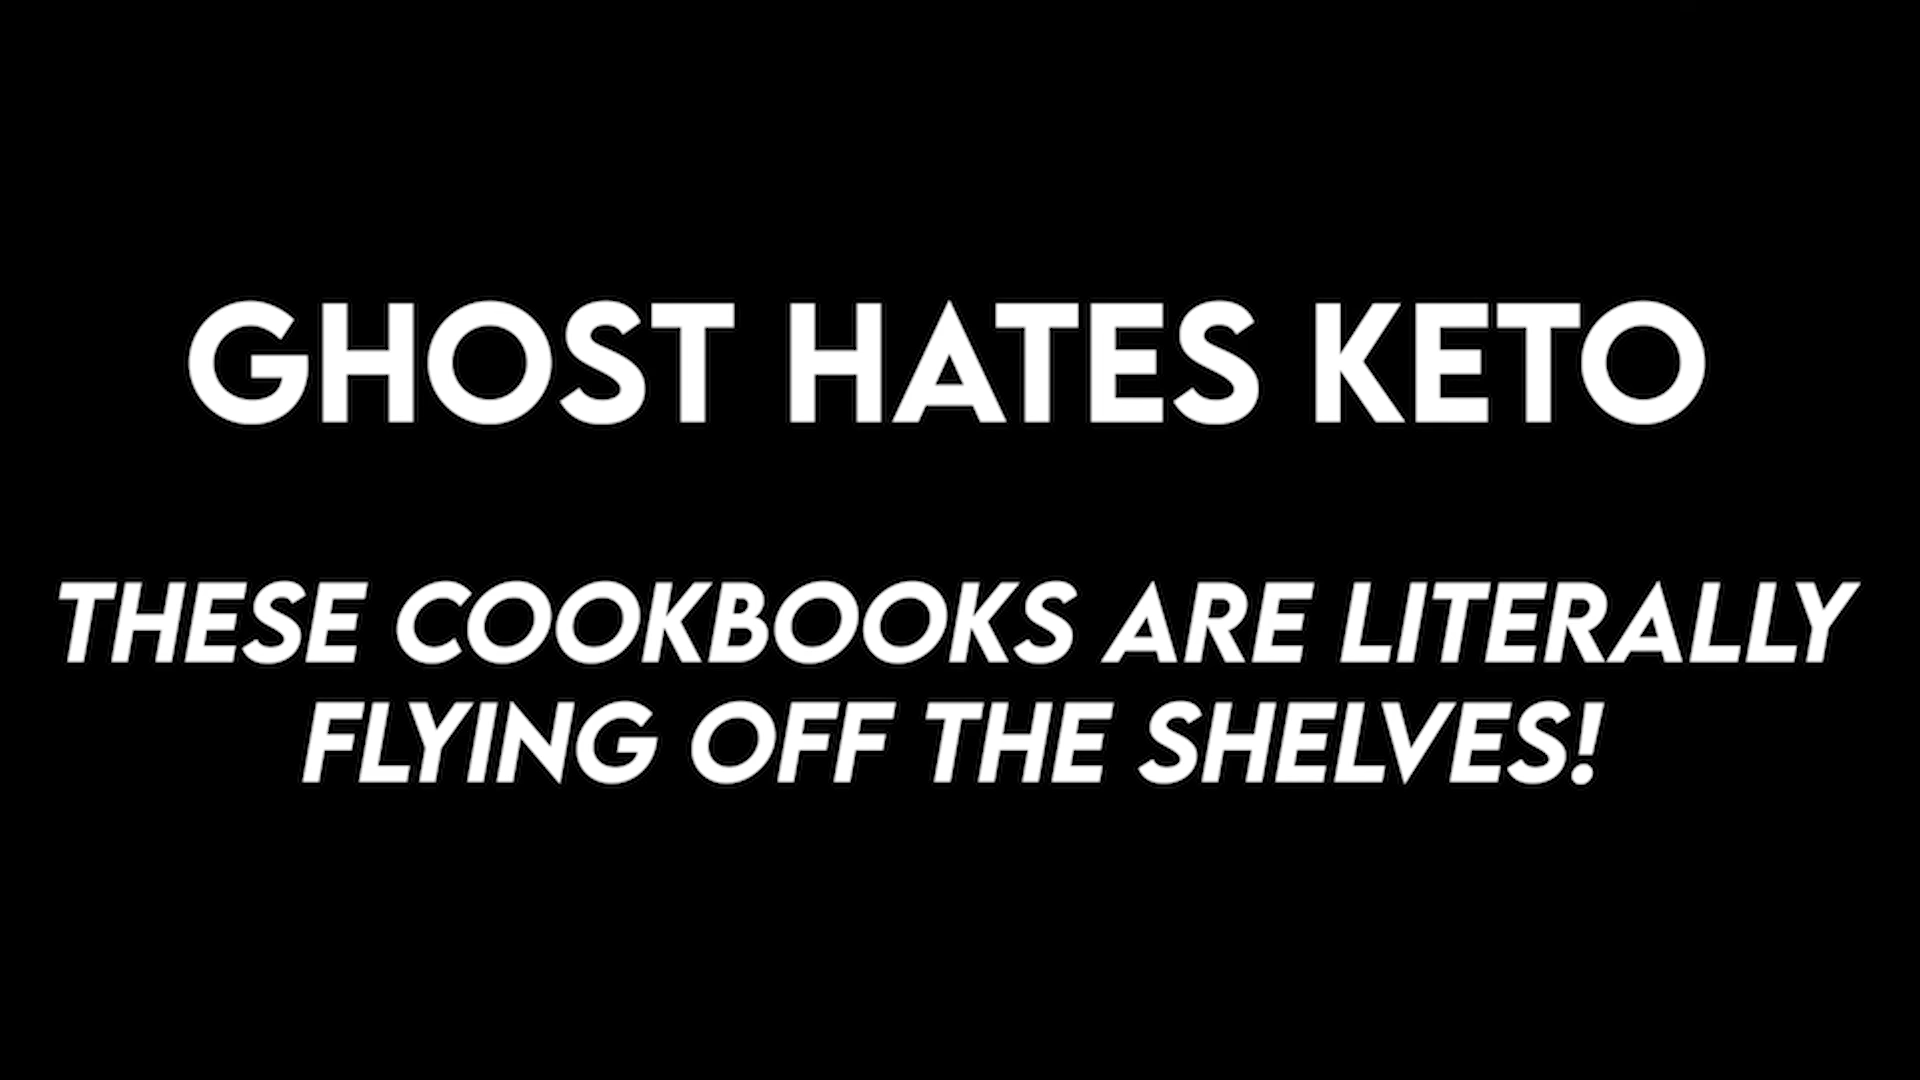 GHOST HATES KETO
THESE COOKBOOKS ARE LITERALLY
FLYING OFF THE SHELVES!